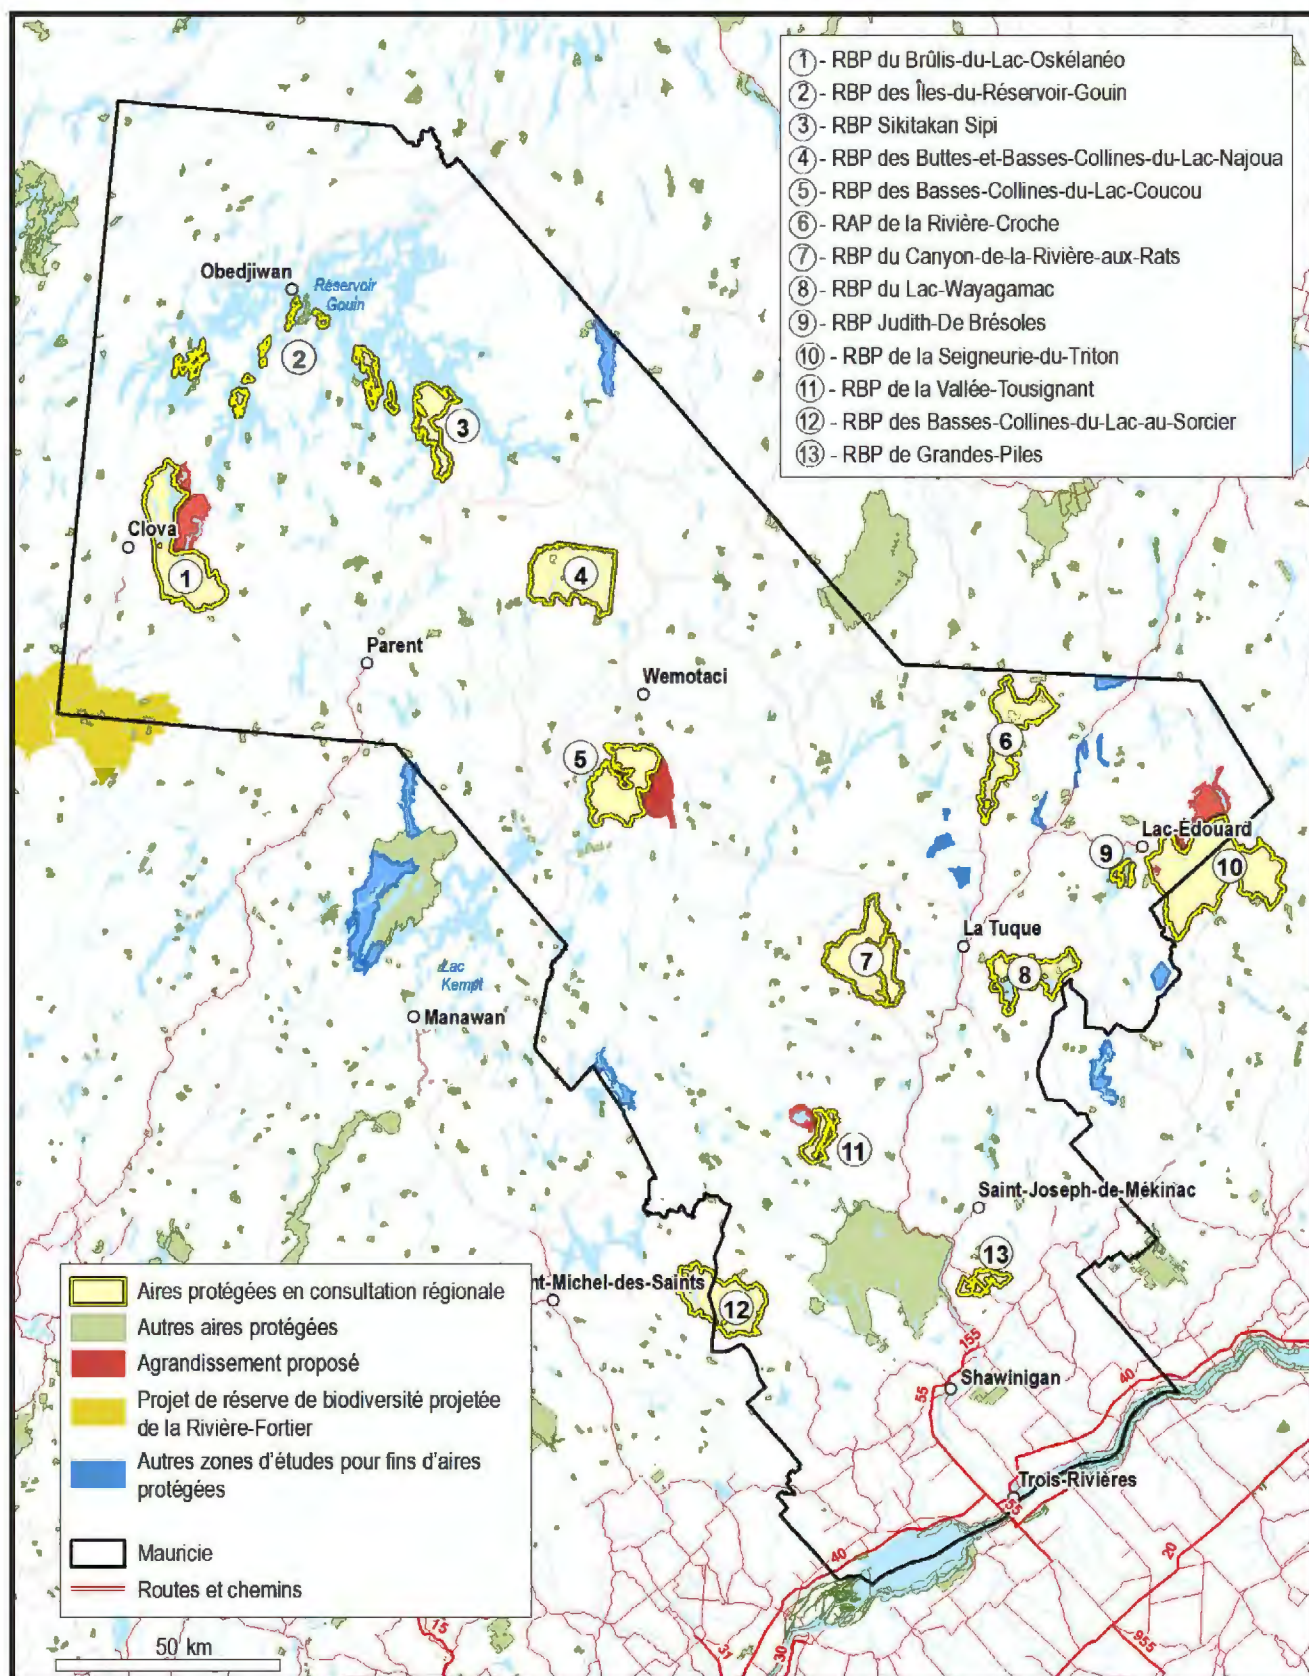 1 - RBP du Brûlis-du-Lac-Oskélanéo
2 - RBP des Îles-du-Réservoir-Gouin
3 - RBP Sikitakan Sipi
4 - RBP des Buttes-et-Basses-Collines-du-Lac-Najoua
5 - RBP des Basses-Collines-du-Lac-Coucou
6 - RAP de la Rivière-Croche
7 - RBP du Canyon-de-la-Rivière-aux-Rats
8 - RBP du Lac-Wayagamac
9 - RBP Judith-De Brésoles
10 - RBP de la Seigneurie-du-Triton
11 - RBP de la Vallée-Tousignant
12 - RBP des Basses-Collines-du-Lac-au-Sorcier
13 - RBP de Grandes-Piles
Obedjiwan
Réservoir
Gouin
2
3
Clova
1
4
Parent
Wemotaci
5
6
Lac-Édouard
9
10
La Tuque
7
8
Lac
Kempt
Manawan
11
Saint-Joseph-de-Mékinac
13
nt-Michel-des-Saints
12
155
55
40
Shawinigan
Trois-Rivières
55
40
20
955
30
31
15
Aires protégées en consultation régionale
Autres aires protégées
Agrandissement proposé
Projet de réserve de biodiversité projetée
de la Rivière-Fortier
Autres zones d'études pour fins d'aires
protégées
Mauricie
Routes et chemins
50 km